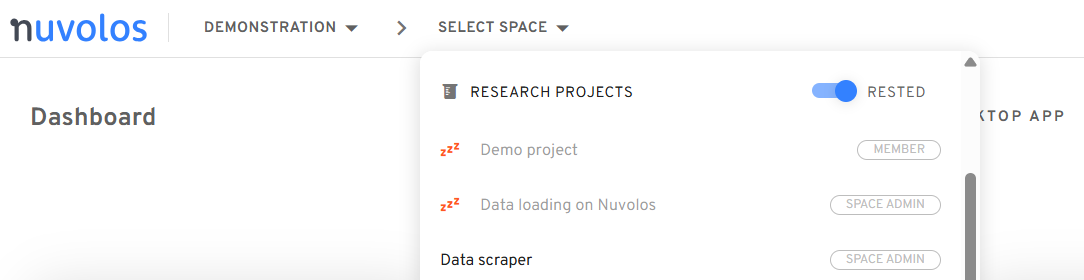 nuvolos DEMONSTRATION SELECT SPACE
RESEARCH PROJECTS RESTED
Dashboard KTOP APP
zzz Demo project MEMBER
zzz Data loading on Nuvolos SPACE ADMIN
Data scraper SPACE ADMIN